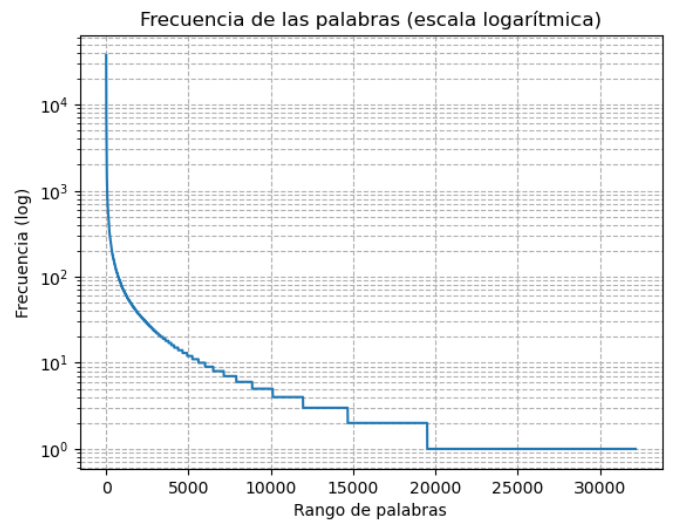 Frecuencia de las palabras (escala logarítmica)
Frecuencia (log)
10⁴
10³
10²
10¹
10⁰
0 5000 10000 15000 20000 25000 30000
Rango de palabras